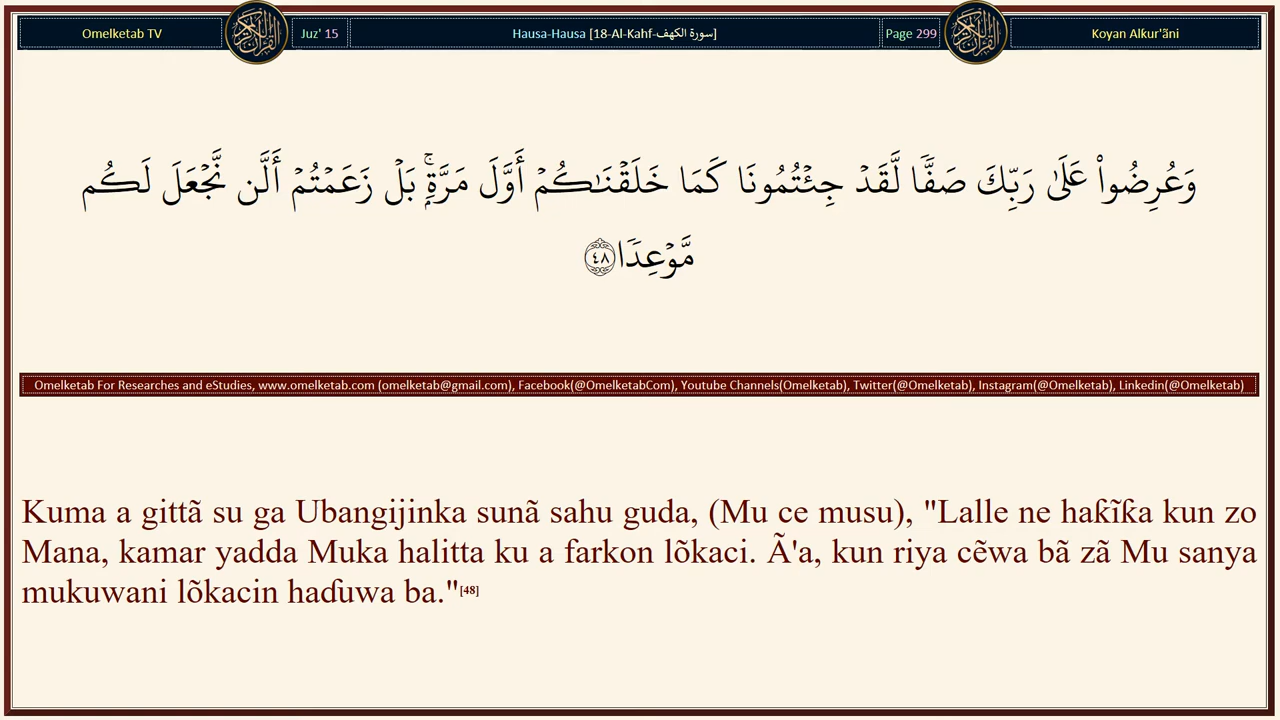 Omelketab TV
Juz' 15
Hausa-Hausa [18-Al-Kahf-سورة الكهف]
Page 299
Koyan Alƙur'ãni
وَعُرِضُواْ عَلَىٰ رَبِّكَ صَفّٗا لَّقَدۡ جِئۡتُمُونَا كَمَا خَلَقۡنَٰكُمۡ أَوَّلَ مَرَّةِۭۚ بَلۡ زَعَمۡتُمۡ أَلَّن نَّجۡعَلَ لَكُم
مَّوۡعِدٗا ٤٨
Omelketab For Researches and eStudies, www.omelketab.com (omelketab@gmail.com), Facebook(@OmelketabCom), Youtube Channels(Omelketab), Twitter(@Omelketab), Instagram(@Omelketab), Linkedin(@Omelketab)
Kuma a gittã su ga Ubangijinka sunã sahu guda, (Mu ce musu), "Lalle ne haƙĩƙa kun zo
Mana, kamar yadda Muka halitta ku a farkon lõkaci. Ã'a, kun riya cẽwa bã zã Mu sanya
mukuwani lõkacin haɗuwa ba."[48]